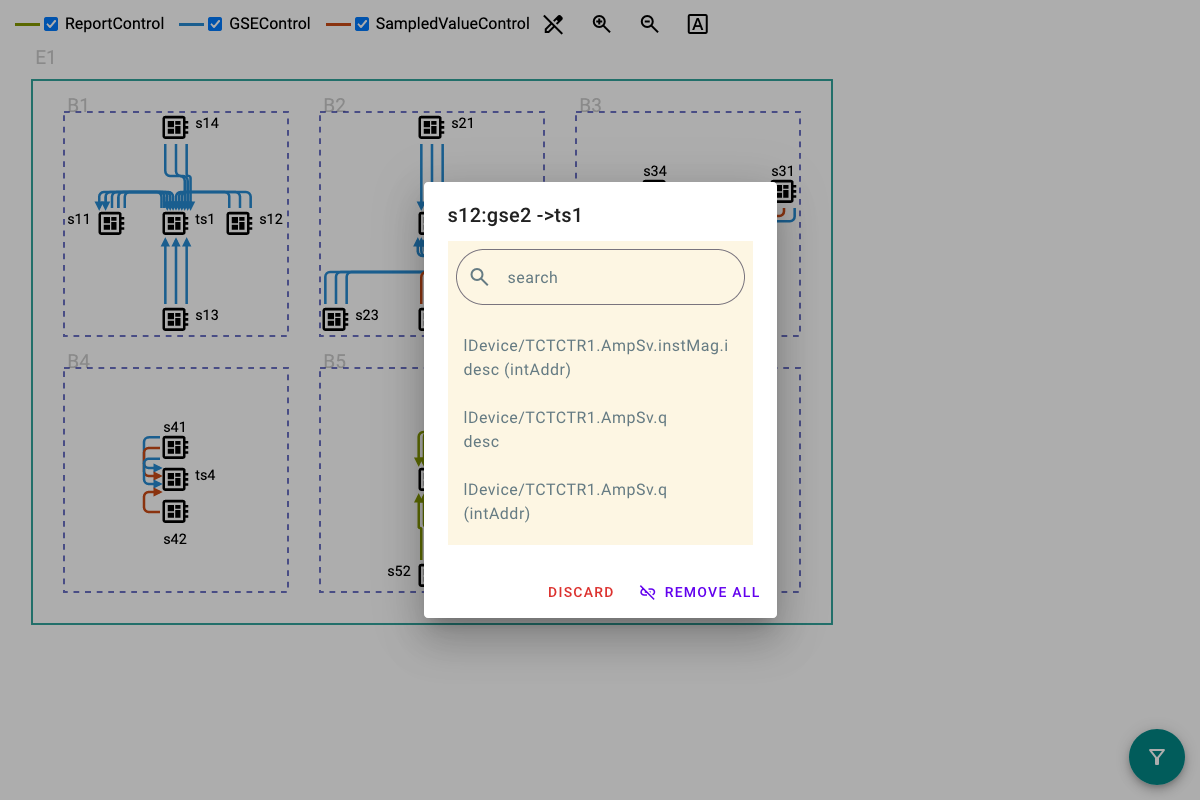 ReportControl GSEControl SampledValueControl A
E1
B1 B2 B3
s14 s21
s34 s31
s11 ts1 s12
s13 s23
B4 B5
s41
ts4
s42
s52
s12:gse2 ->ts1
search
lDevice/TCTCTR1.AmpSv.instMag.i
desc (intAddr)
lDevice/TCTCTR1.AmpSv.q
desc
lDevice/TCTCTR1.AmpSv.q
(intAddr)
DISCARD REMOVE ALL